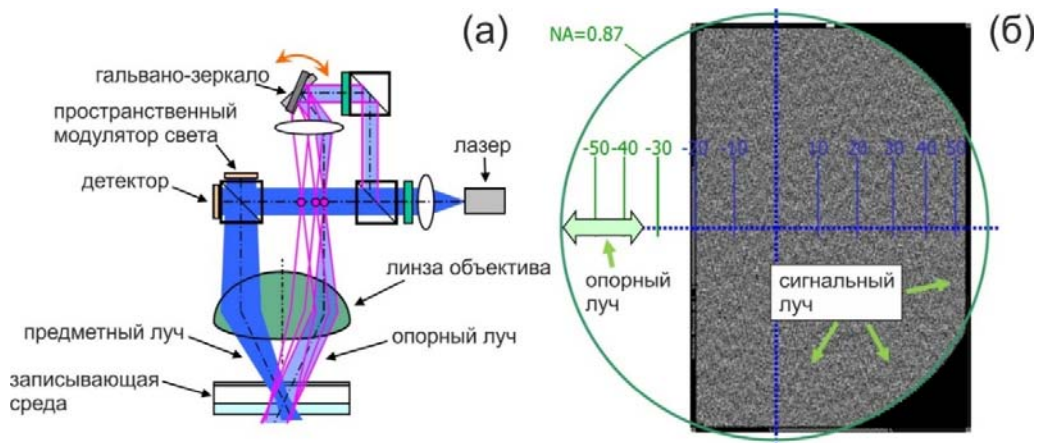 (а)
гальвано-зеркало
пространственный
модулятор света
детектор
лазер
линза объектива
предметный луч
опорный луч
записывающая
среда
(б)
NA=0.87
-50 -40 -30 -10 10 20 30 40 50
опорный
луч
сигнальный
луч